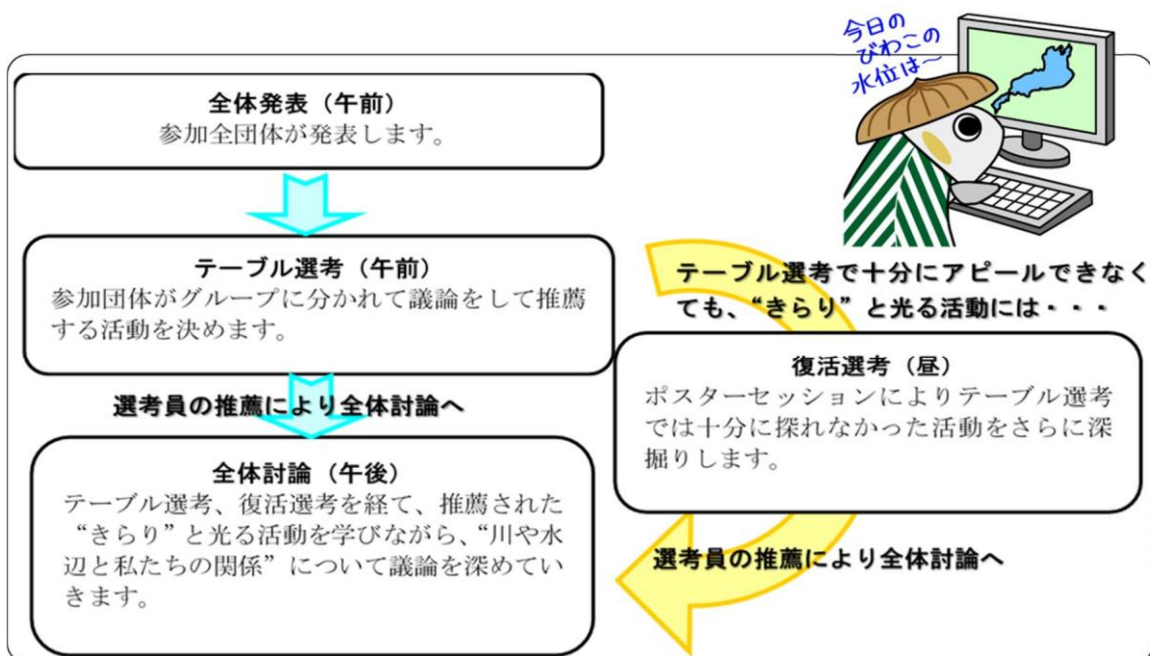 今日の
びわこの
水位は～
全体発表（午前）
参加全団体が発表します。
テーブル選考（午前）
参加団体がグループに分かれて議論をして推薦
する活動を決めます。
選考員の推薦により全体討論へ
全体討論（午後）
テーブル選考、復活選考を経て、推薦された
“きらり”と光る活動を学びながら、“川や水
辺と私たちの関係”について議論を深めてい
きます。
テーブル選考で十分にアピールできなく
ても、“きらり”と光る活動には・・・
復活選考（昼）
ポスターセッションによりテーブル選考
では十分に探れなかった活動をさらに深
掘りします。
選考員の推薦により全体討論へ